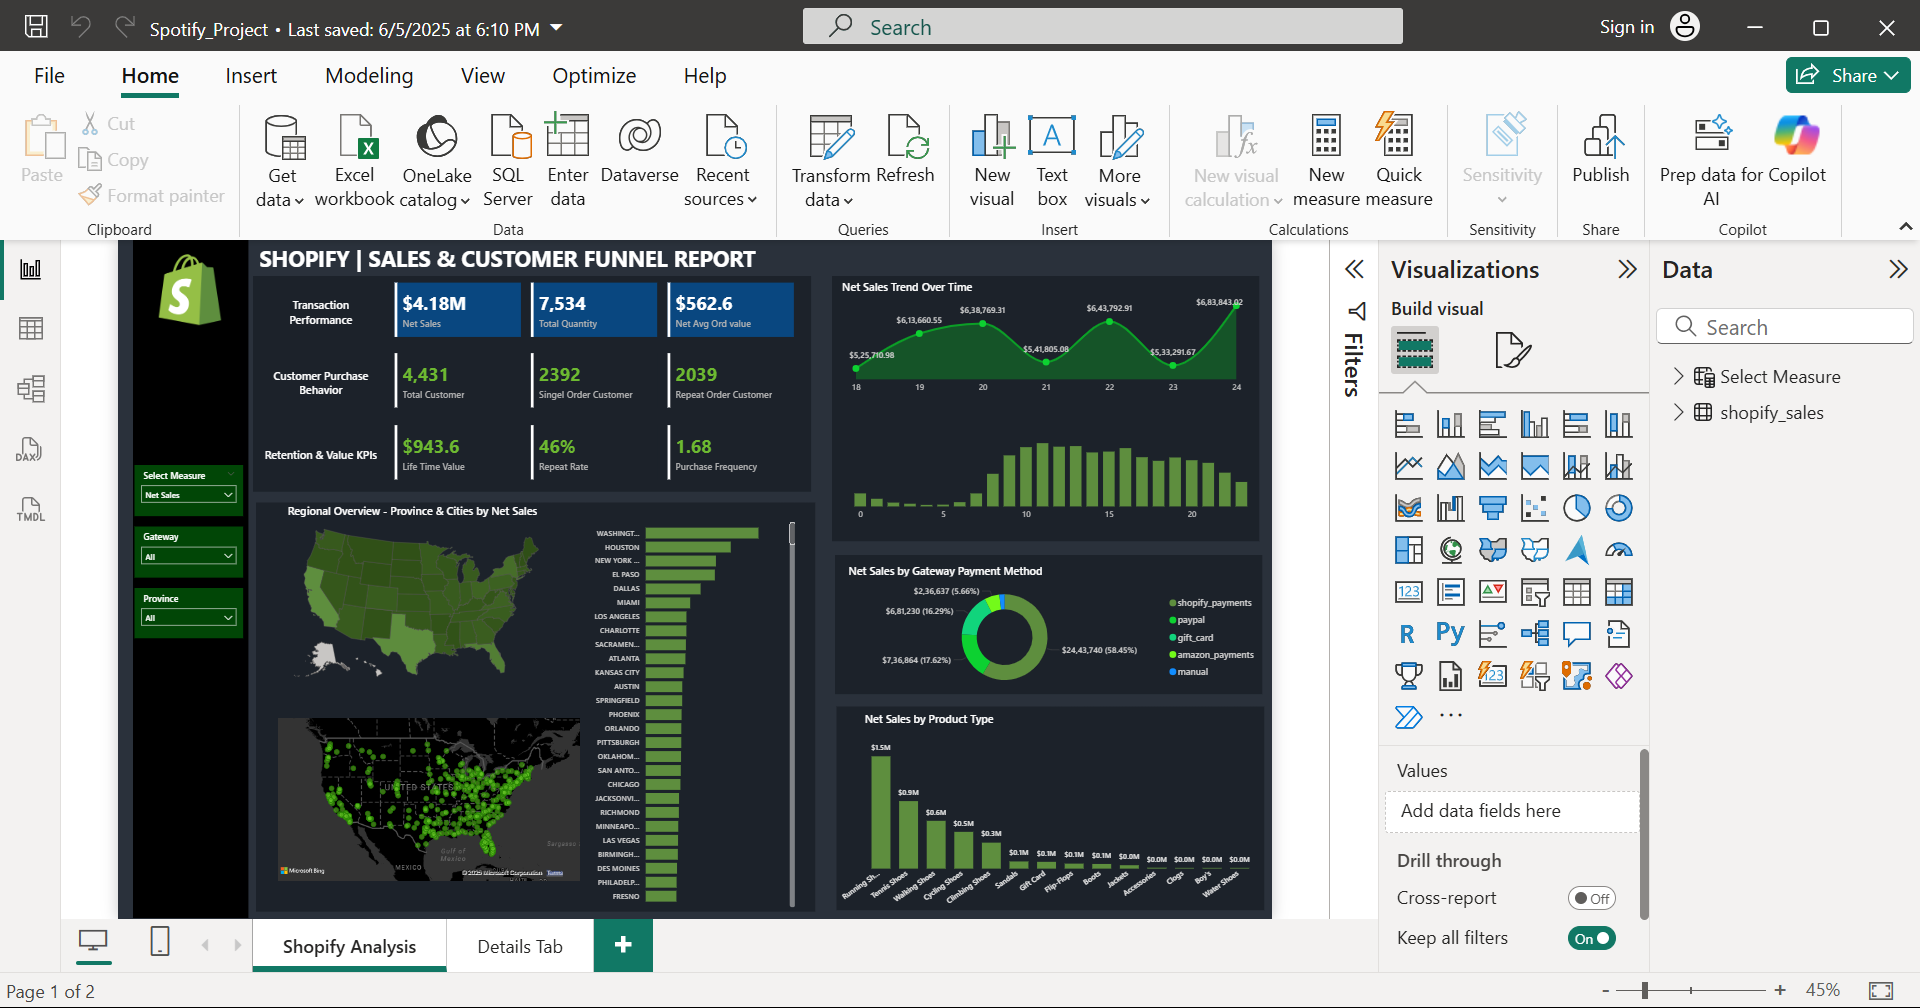 Spotify_Project • Last saved: 6/5/2025 at 6:10 PM
Search
Sign in
File
Home
Insert
Modeling
View
Optimize
Help
Share
Paste
Cut
Copy
Format painter
Clipboard
Get data
Excel workbook
OneLake catalog
SQL Server
Enter data
Dataverse
Recent sources
Data
Transform data
Refresh
Queries
New visual
Text box
More visuals
Insert
New visual calculation
New measure
Quick measure
Calculations
Sensitivity
Sensitivity
Publish
Share
Prep data for AI
Copilot
Copilot
DAX
TMDL
SHOPIFY | SALES & CUSTOMER FUNNEL REPORT
Transaction Performance
$4.18M
Net Sales
7,534
Total Quantity
$562.6
Net Avg Ord value
Customer Purchase Behavior
4,431
Total Customer
2392
Singel Order Customer
2039
Repeat Order Customer
Retention & Value KPIs
$943.6
Life Time Value
46%
Repeat Rate
1.68
Purchase Frequency
Select Measure
Net Sales
Gateway
All
Province
All
Regional Overview - Province & Cities by Net Sales
WASHINGT...
HOUSTON
NEW YORK ...
EL PASO
DALLAS
MIAMI
LOS ANGELES
CHARLOTTE
SACRAMEN...
ATLANTA
KANSAS CITY
AUSTIN
SPRINGFIELD
PHOENIX
ORLANDO
PITTSBURGH
OKLAHOM...
SAN ANTO...
CHICAGO
JACKSONVI...
RICHMOND
MINNEAPO...
LAS VEGAS
BIRMINGH...
DES MOINES
PHILADELP...
FRESNO
UNITED STATES
Gulf of Mexico
MEXICO
Sargasso
Microsoft Bing
© 2025 Microsoft Corporation Terms
Net Sales Trend Over Time
$5,25,710.98
$6,13,660.55
$6,38,769.31
$5,41,805.08
$6,43,792.91
$5,33,291.67
$6,83,843.02
18 19 20 21 22 23 24
0 5 10 15 20
Net Sales by Gateway Payment Method
$2,36,637 (5.66%)
$6,81,230 (16.29%)
$7,36,864 (17.62%)
$24,43,740 (58.45%)
shopify_payments
paypal
gift_card
amazon_payments
manual
Net Sales by Product Type
$1.5M
$0.9M
$0.6M
$0.5M
$0.3M
$0.1M
$0.1M
$0.1M
$0.1M
$0.0M
$0.0M
$0.0M
$0.0M
$0.0M
Running Sh...
Tennis Shoes
Walking Shoes
Cycling Shoes
Climbing Shoes
Sandals
Gift Card
Flip-Flops
Boots
Jackets
Accessories
Clogs
Boy's
Water Shoes
Filters
Visualizations
Build visual
123
R
Py
123
Values
Add data fields here
Drill through
Cross-report
Off
Keep all filters
On
Data
Search
Select Measure
shopify_sales
Shopify Analysis
Details Tab
Page 1 of 2
45%